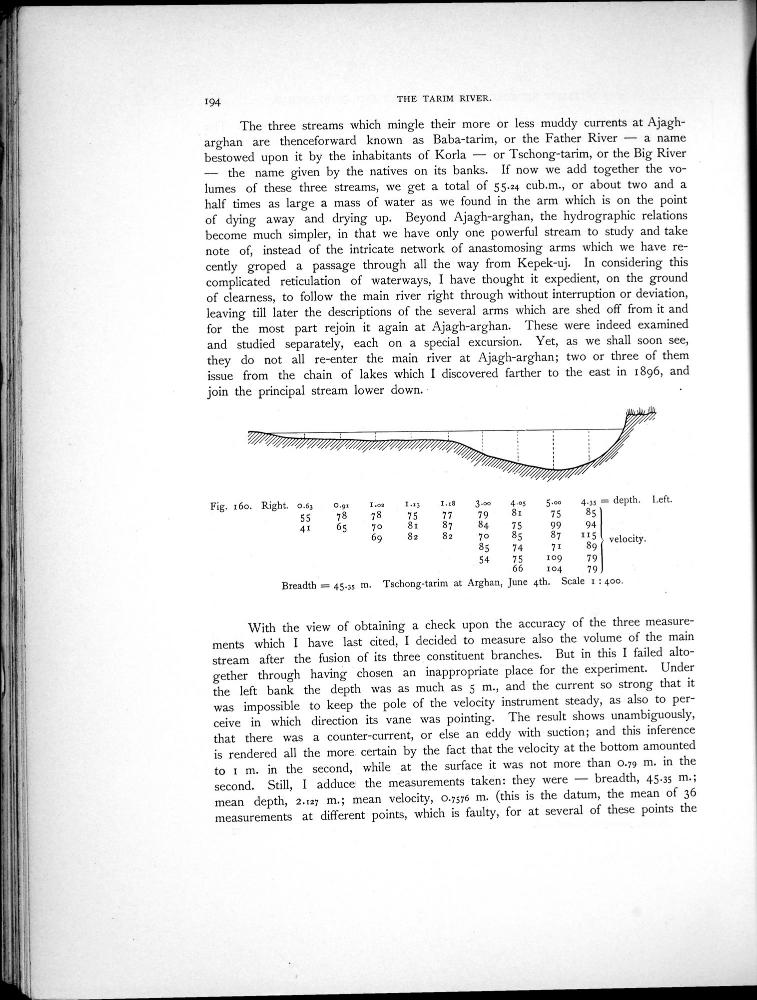 194 THE TARIM RIVER.
The three streams which mingle their more or less muddy currents at Ajagh-
arghan are thenceforward known as Baba-tarim, or the Father River — a name
bestowed upon it by the inhabitants of Korla — or Tschong-tarim, or the Big River
— the name given by the natives on its banks. If now we add together the vo-
lumes of these three streams, we get a total of 55.24 cub.m., or about two and a
half times as large a mass of water as we found in the arm which is on the point
of dying away and drying up. Beyond Ajagh-arghan, the hydrographic relations
become much simpler, in that we have only one powerful stream to study and take
note of, instead of the intricate network of anastomosing arms which we have re-
cently groped a passage through all the way from Kepek-uj. In considering this
complicated reticulation of waterways, I have thought it expedient, on the ground
of clearness, to follow the main river right through without interruption or deviation,
leaving till later the descriptions of the several arms which are shed off from it and
for the most part rejoin it again at Ajagh-arghan. These were indeed examined
and studied separately, each on a special excursion. Yet, as we shall soon see,
they do not all re-enter the main river at Ajagh-arghan; two or three of them
issue from the chain of lakes which I discovered farther to the east in 1896, and
join the principal stream lower down.
Fig. 160. Right. 0.63 0.91 1.02 1.13 1.18 3.00 4.05 5.00 4.35 = depth. Left.
55 78 78 75 77 79 81 75 85
41 65 70 81 87 84 75 99 94
69 82 82 70 85 87 115 velocity.
85 74 71 89
54 75 109 79
66 104 79
Breadth = 45.35 m. Tschong-tarim at Arghan, June 4th. Scale 1 : 400.
With the view of obtaining a check upon the accuracy of the three measure-
ments which I have last cited, I decided to measure also the volume of the main
stream after the fusion of its three constituent branches. But in this I failed alto-
gether through having chosen an inappropriate place for the experiment. Under
the left bank the depth was as much as 5 m., and the current so strong that it
was impossible to keep the pole of the velocity instrument steady, as also to per-
ceive in which direction its vane was pointing. The result shows unambiguously,
that there was a counter-current, or else an eddy with suction; and this inference
is rendered all the more certain by the fact that the velocity at the bottom amounted
to 1 m. in the second, while at the surface it was not more than 0.79 m. in the
second. Still, I adduce the measurements taken: they were — breadth, 45.35 m.;
mean depth, 2.127 m.; mean velocity, 0.7576 m. (this is the datum, the mean of 36
measurements at different points, which is faulty, for at several of these points the